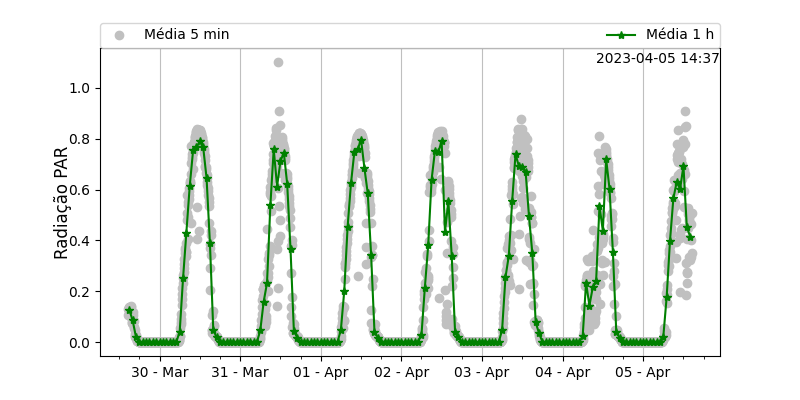 Média 5 min
Média 1 h
2023-04-05 14:37
Radiação PAR
1.0
0.8
0.6
0.4
0.2
0.0
30 - Mar
31 - Mar
01 - Apr
02 - Apr
03 - Apr
04 - Apr
05 - Apr